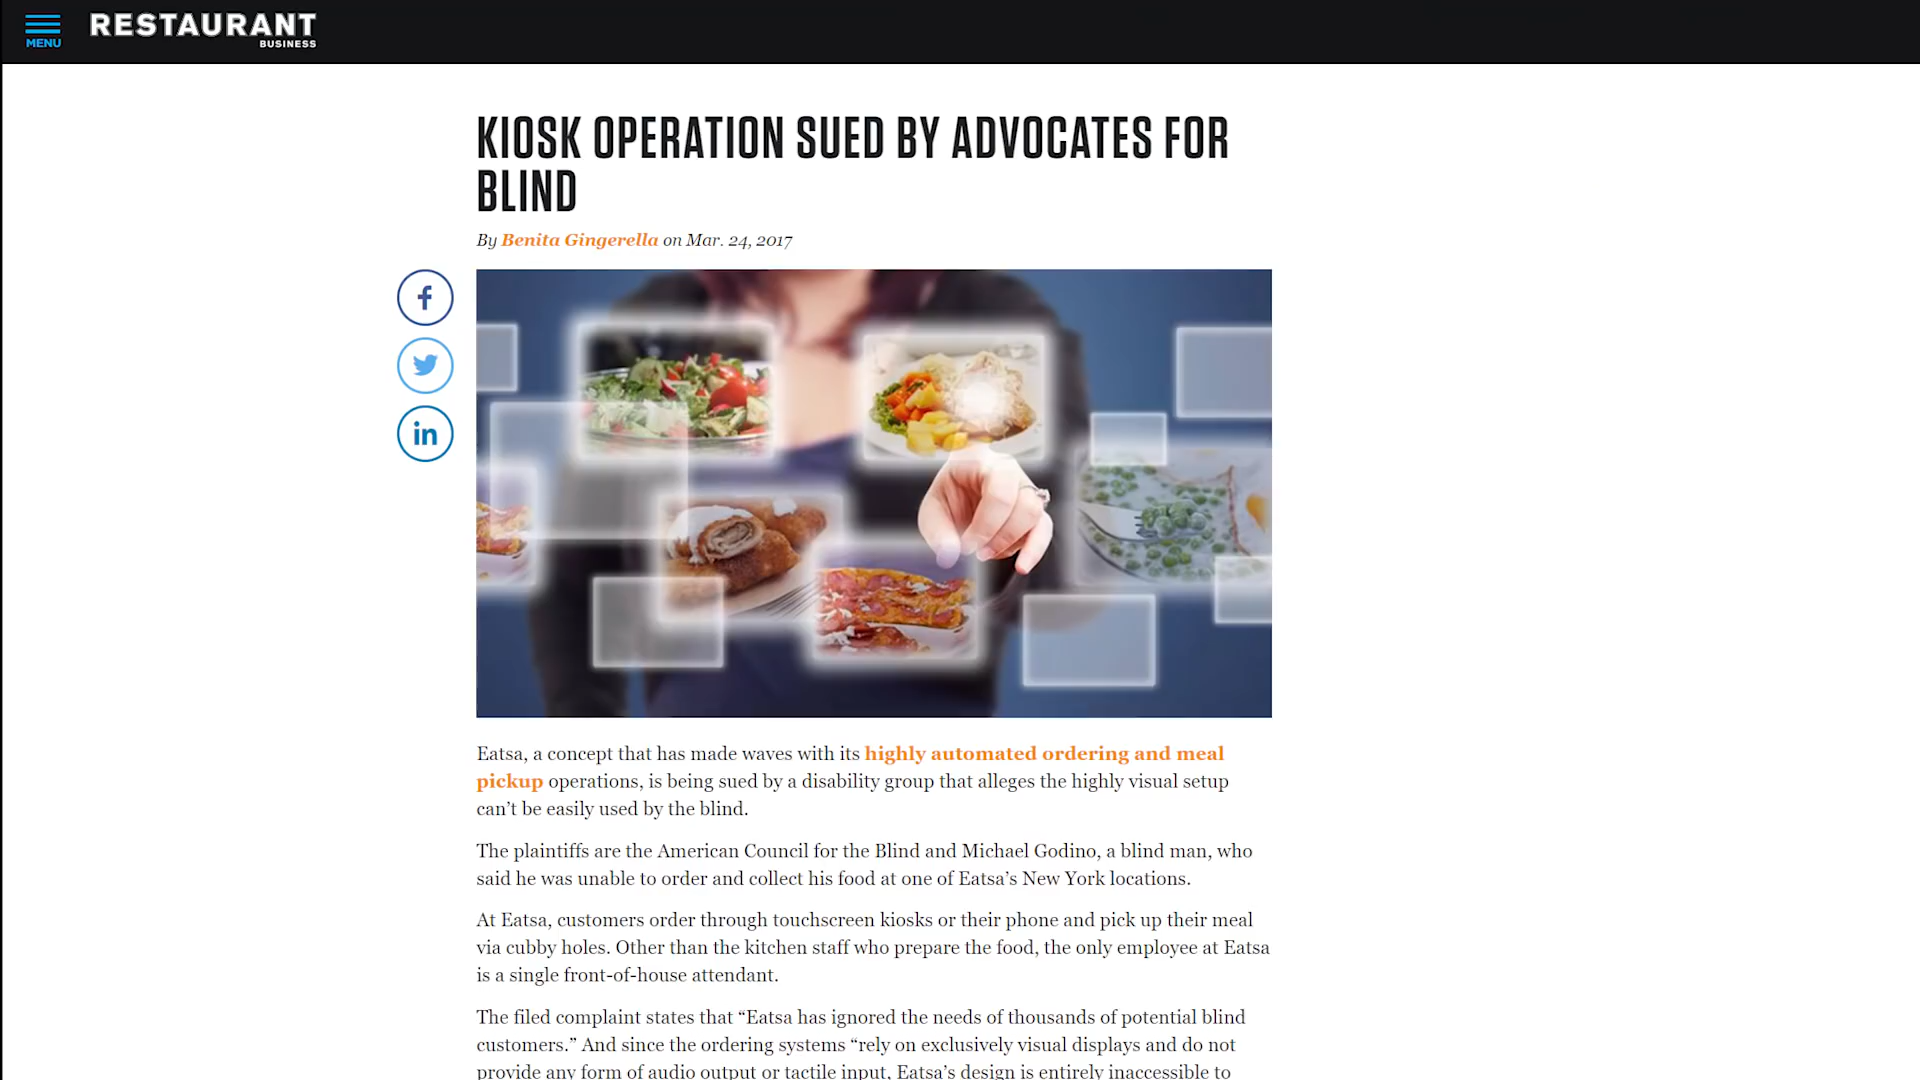 MENU
RESTAURANT
BUSINESS
KIOSK OPERATION SUED BY ADVOCATES FOR
BLIND
By Benita Gingerella on Mar. 24, 2017
f
in
Eatsa, a concept that has made waves with its highly automated ordering and meal
pickup operations, is being sued by a disability group that alleges the highly visual setup
can’t be easily used by the blind.
The plaintiffs are the American Council for the Blind and Michael Godino, a blind man, who
said he was unable to order and collect his food at one of Eatsa’s New York locations.
At Eatsa, customers order through touchscreen kiosks or their phone and pick up their meal
via cubby holes. Other than the kitchen staff who prepare the food, the only employee at Eatsa
is a single front-of-house attendant.
The filed complaint states that “Eatsa has ignored the needs of thousands of potential blind
customers.” And since the ordering systems “rely on exclusively visual displays and do not
provide any form of audio output or tactile input, Eatsa’s design is entirely inaccessible to